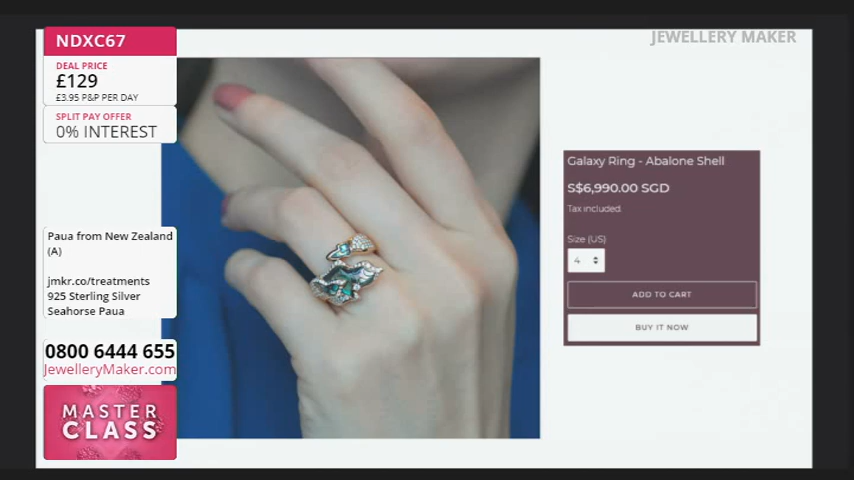 NDXC67
DEAL PRICE
£129
£3.95 P&P PER DAY
SPLIT PAY OFFER
0% INTEREST
Paua from New Zealand
(A)
jmkr.co/treatments
925 Sterling Silver
Seahorse Paua
0800 6444 655
JewelleryMaker.com
MASTER
CLASS
JEWELLERY MAKER
Galaxy Ring - Abalone Shell
S$6,990.00 SGD
Tax included.
Size (US)
4
ADD TO CART
BUY IT NOW